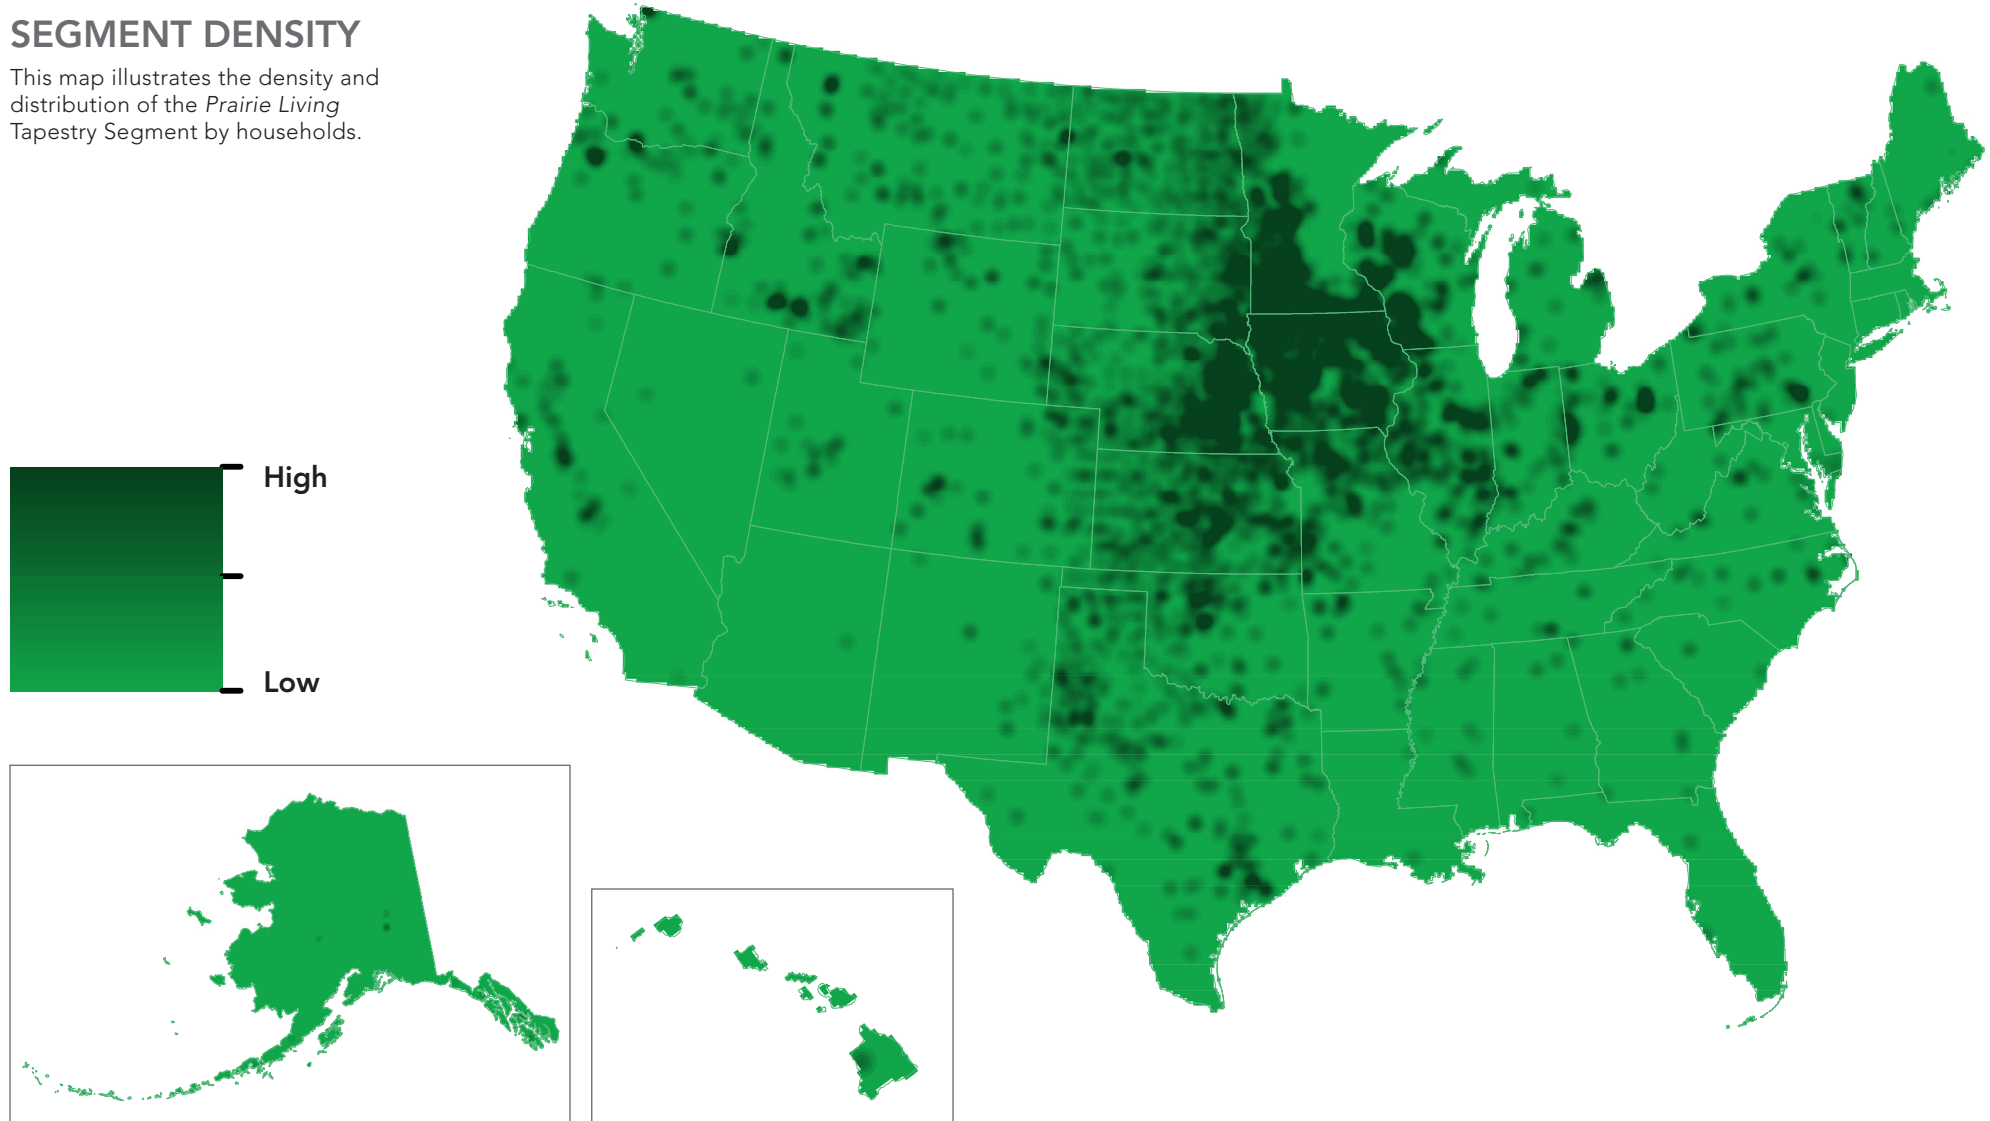 SEGMENT DENSITY
This map illustrates the density and
distribution of the Prairie Living
Tapestry Segment by households.
High
Low